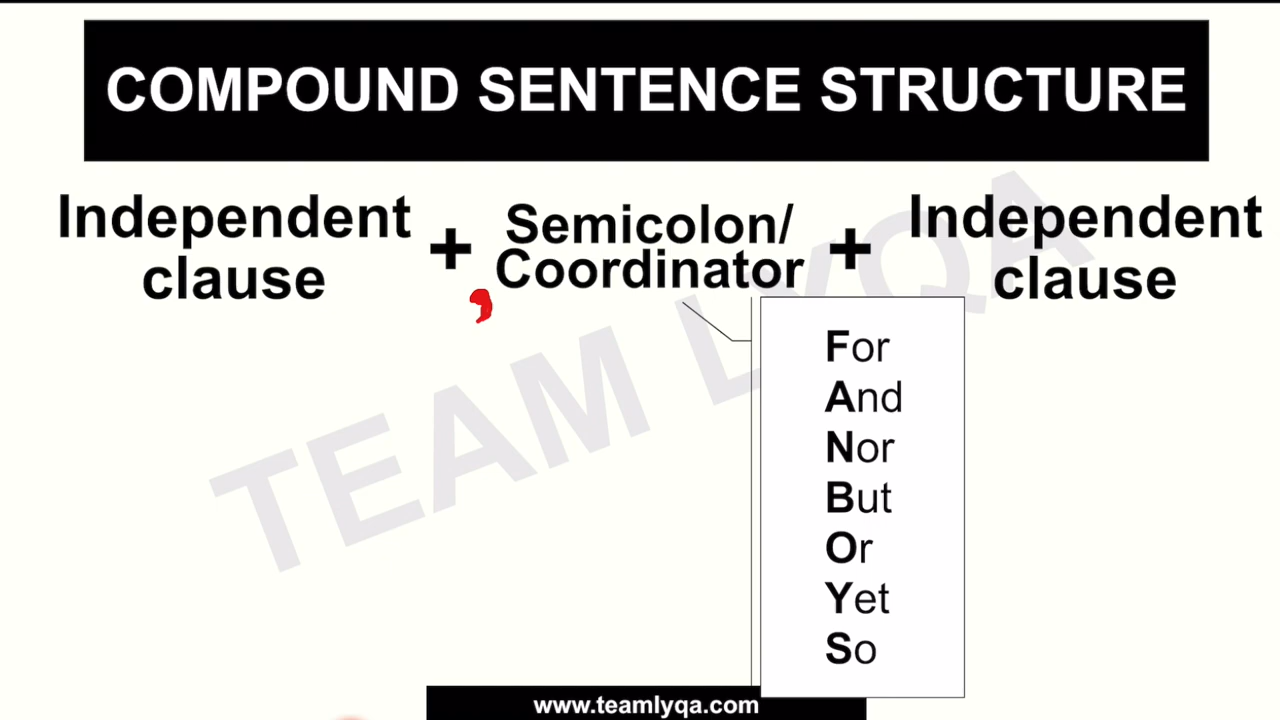 COMPOUND SENTENCE STRUCTURE
Independent
clause
+
,
Semicolon/
Coordinator
+
Independent
clause
TEAM LYQA
For
And
Nor
But
Or
Yet
So
www.teamlyqa.com